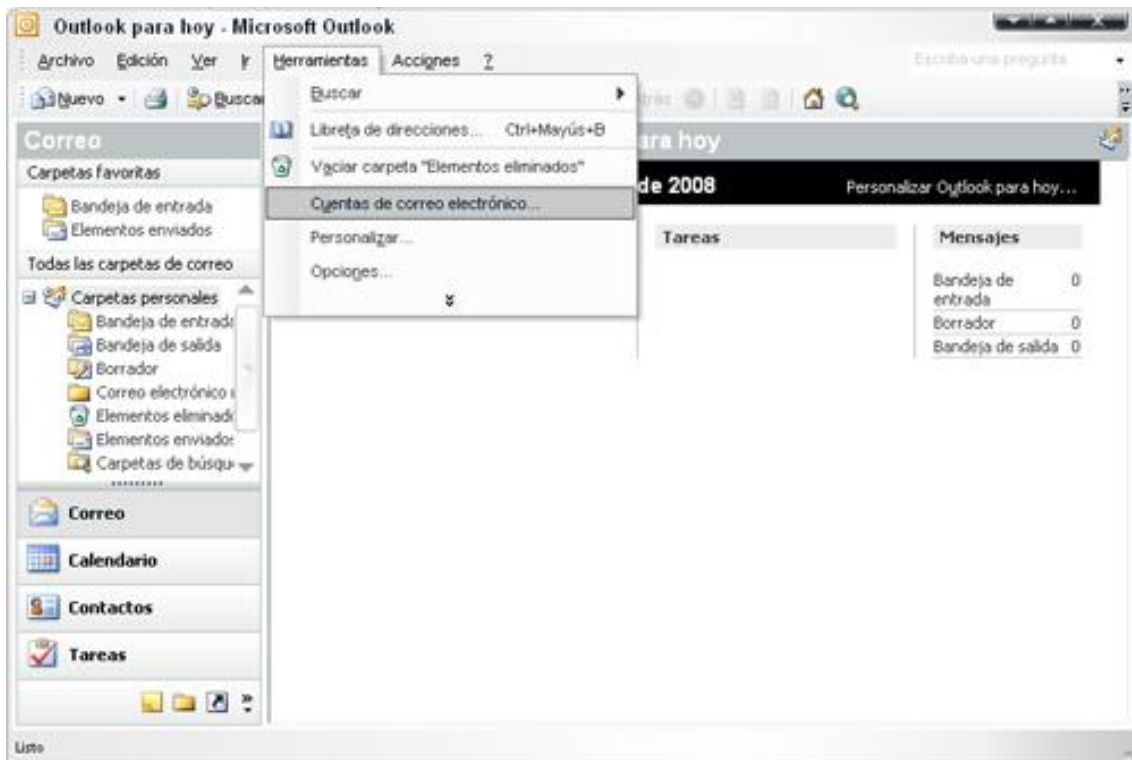 Outlook para hoy - Microsoft Outlook
Archivo Edición Ver Ir Herramientas Acciones ?
Escriba una pregunta
Nuevo Buscar
Buscar
Libreta de direcciones... Ctrl+Mayús+B
Vaciar carpeta "Elementos eliminados"
Cuentas de correo electrónico...
Personalizar...
Opciones...
Correo
Carpetas favoritas
Bandeja de entrada
Elementos enviados
Todas las carpetas de correo
Carpetas personales
Bandeja de entrada
Bandeja de salida
Borrador
Correo electrónico
Elementos eliminad
Elementos enviados
Carpetas de búsqu
Correo
Calendario
Contactos
Tareas
Listo
ara hoy
de 2008 Personalizar Outlook para hoy...
Tareas
Mensajes
Bandeja de entrada 0
Borrador 0
Bandeja de salida 0